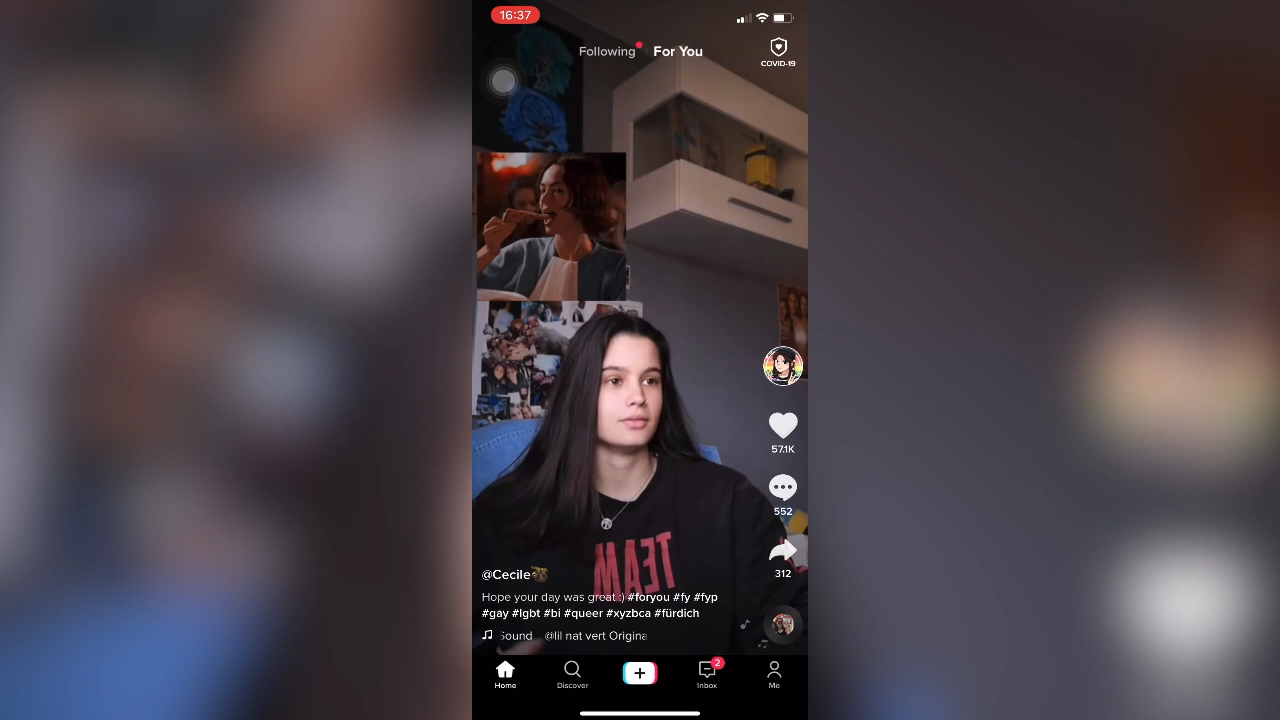 16:37
Following For You
COVID-19
57.1K
552
312
TEAM
@Cecile
Hope your day was great :) #foryou #fy #fyp
#gay #lgbt #bi #queer #xyzbca #fürdich
Sound @lil nat vert Origina
Home Discover Inbox 2 Me